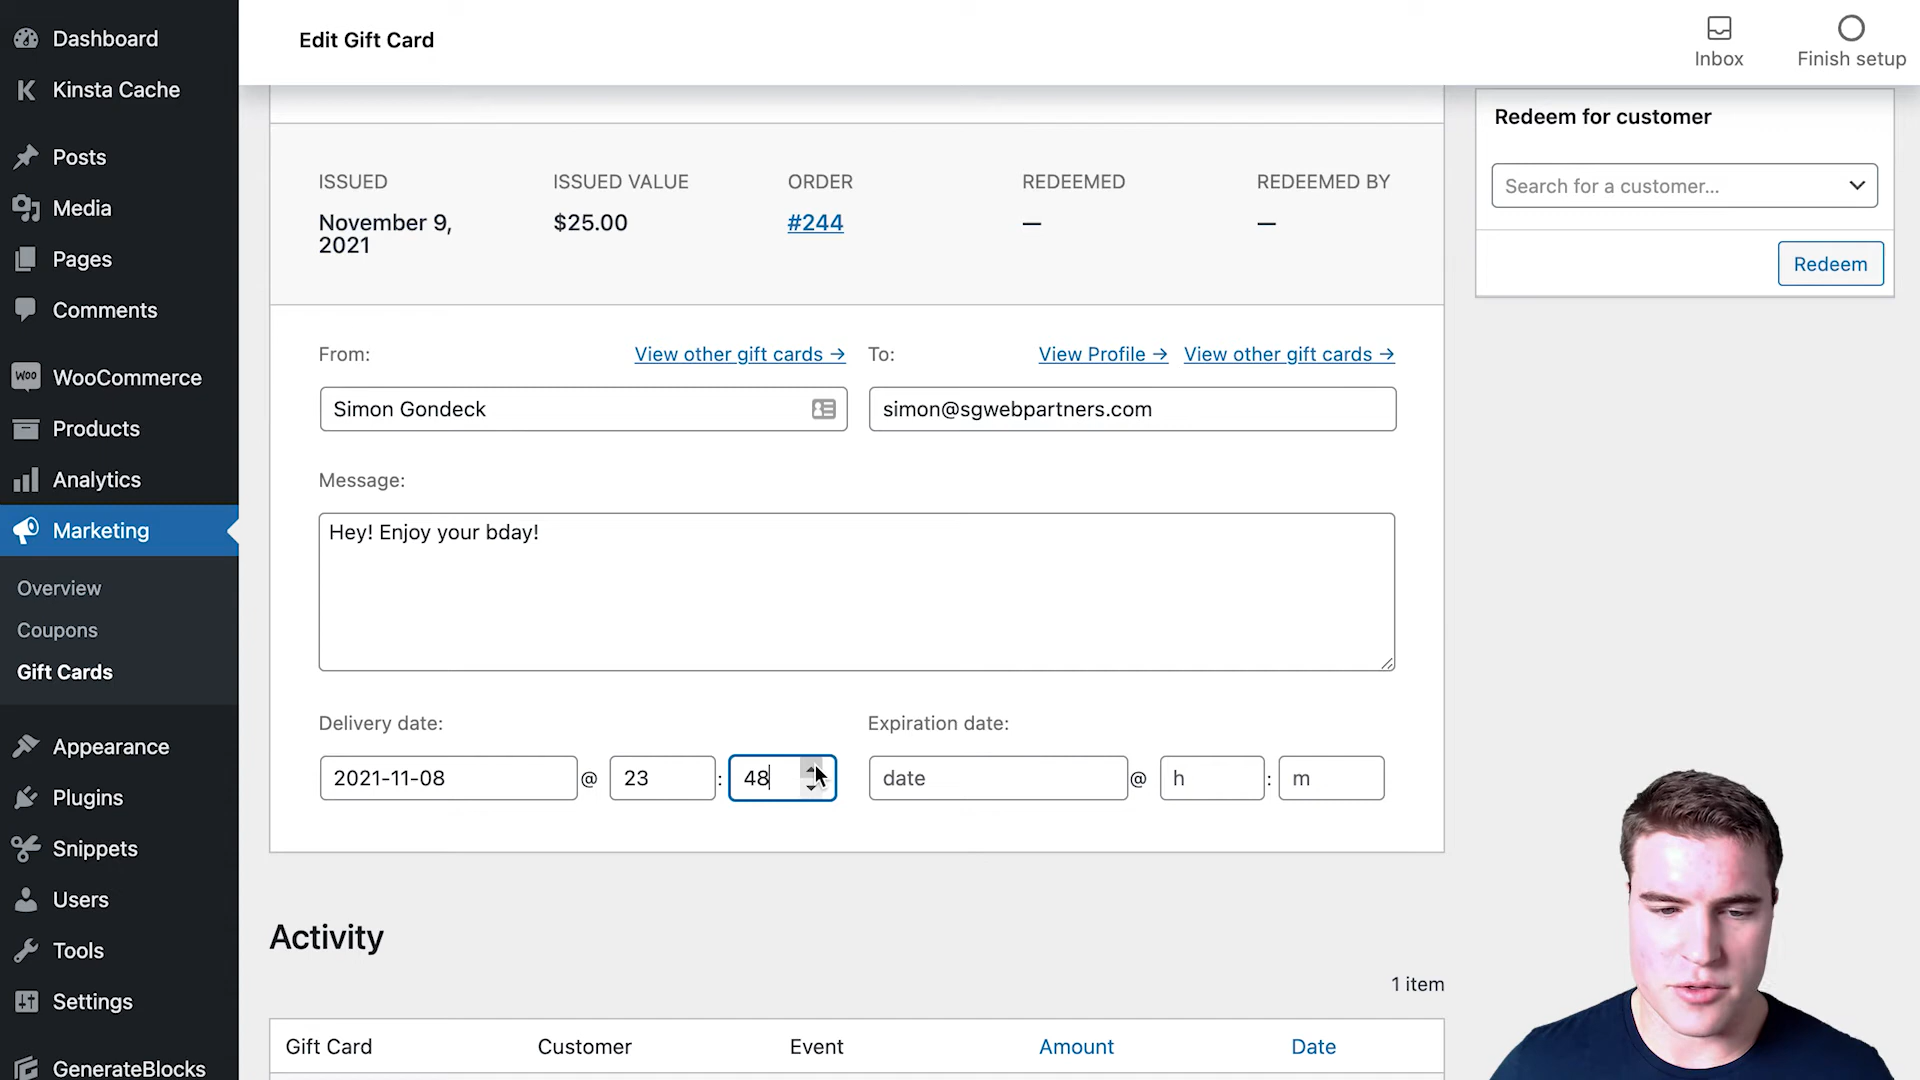 Dashboard
Kinsta Cache
Posts
Media
Pages
Comments
WOO WooCommerce
Products
Analytics
Marketing
Overview
Coupons
Gift Cards
Appearance
Plugins
Snippets
Users
Tools
Settings
GenerateBlocks
Edit Gift Card
Inbox
Finish setup
ISSUED ISSUED VALUE ORDER REDEEMED REDEEMED BY
November 9, $25.00 #244 — —
2021
From: View other gift cards → To: View Profile → View other gift cards →
Simon Gondeck simon@sgwebpartners.com
Message:
Hey! Enjoy your bday!
Delivery date: Expiration date:
2021-11-08 @ 23 : 48 date @ h : m
Activity
1 item
Gift Card Customer Event Amount Date
Redeem for customer
Search for a customer...
Redeem